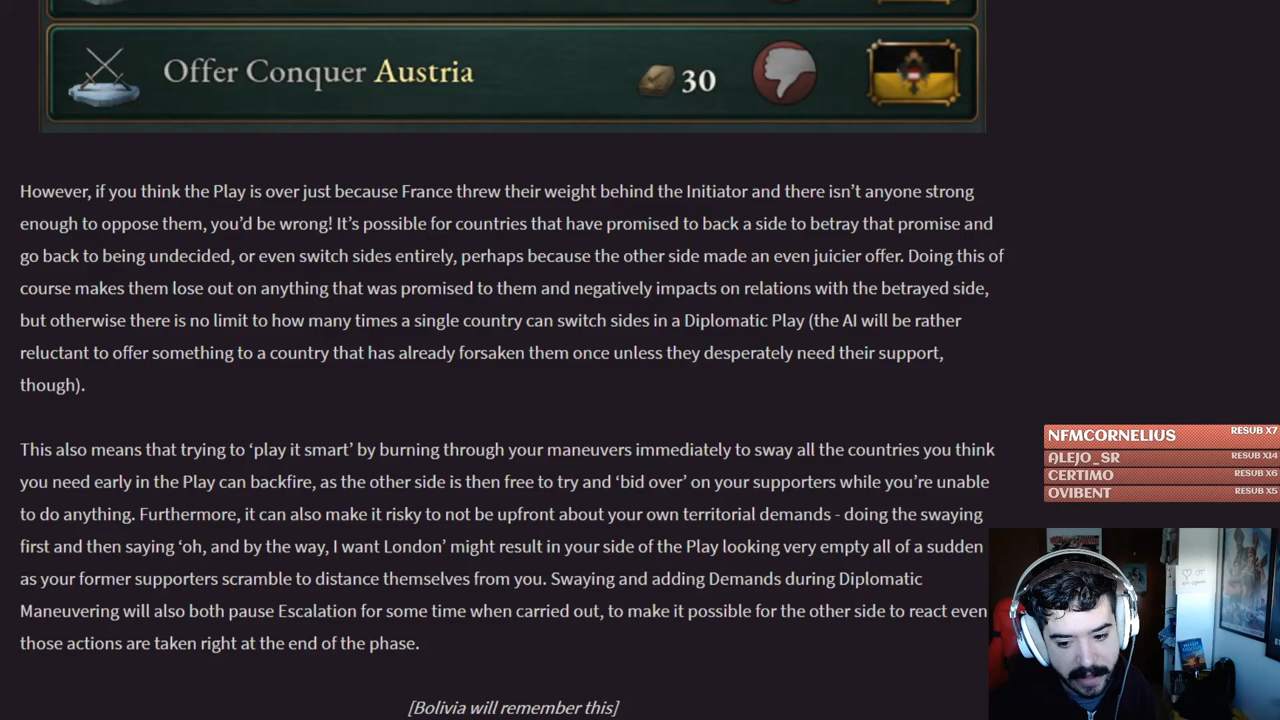 Offer Conquer Austria 30
However, if you think the Play is over just because France threw their weight behind the Initiator and there isn’t anyone strong
enough to oppose them, you’d be wrong! It’s possible for countries that have promised to back a side to betray that promise and
go back to being undecided, or even switch sides entirely, perhaps because the other side made an even juicier offer. Doing this of
course makes them lose out on anything that was promised to them and negatively impacts on relations with the betrayed side,
but otherwise there is no limit to how many times a single country can switch sides in a Diplomatic Play (the AI will be rather
reluctant to offer something to a country that has already forsaken them once unless they desperately need their support,
though).
This also means that trying to ‘play it smart’ by burning through your maneuvers immediately to sway all the countries you think
you need early in the Play can backfire, as the other side is then free to try and ‘bid over’ on your supporters while you’re unable
to do anything. Furthermore, it can also make it risky to not be upfront about your own territorial demands - doing the swaying
first and then saying ‘oh, and by the way, I want London’ might result in your side of the Play looking very empty all of a sudden
as your former supporters scramble to distance themselves from you. Swaying and adding Demands during Diplomatic
Maneuvering will also both pause Escalation for some time when carried out, to make it possible for the other side to react even
those actions are taken right at the end of the phase.
[Bolivia will remember this]
NFMCORNELIUS RESUB X7
ALEJO_SR RESUB X14
CERTIMO RESUB X6
OVIBENT RESUB X5